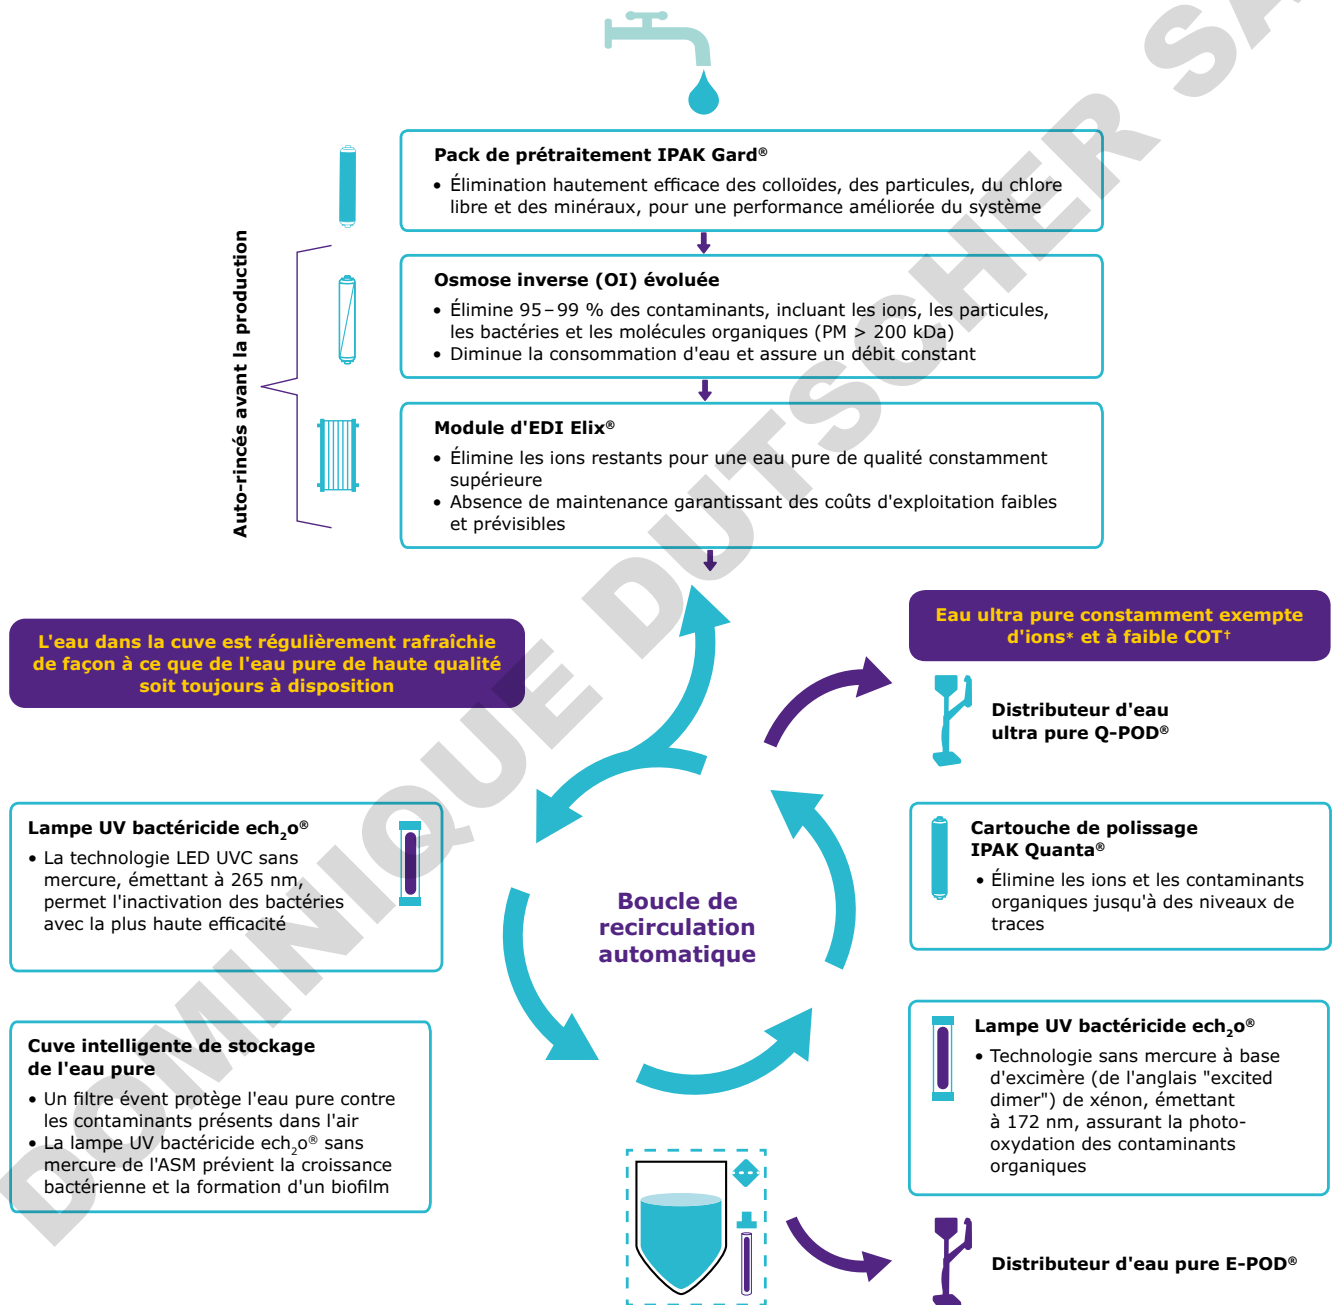 Pack de prétraitement IPAK Gard®
• Élimination hautement efficace des colloïdes, des particules, du chlore
libre et des minéraux, pour une performance améliorée du système
Auto-rincés avant la production
Osmose inverse (OI) évoluée
• Élimine 95–99 % des contaminants, incluant les ions, les particules,
les bactéries et les molécules organiques (PM > 200 kDa)
• Diminue la consommation d'eau et assure un débit constant
Module d'EDI Elix®
• Élimine les ions restants pour une eau pure de qualité constamment
supérieure
• Absence de maintenance garantissant des coûts d'exploitation faibles
et prévisibles
L'eau dans la cuve est régulièrement rafraîchie
de façon à ce que de l'eau pure de haute qualité
soit toujours à disposition
Eau ultra pure constamment exempte
d'ions* et à faible COT†
Distributeur d'eau
ultra pure Q-POD®
Lampe UV bactéricide ech₂o®
• La technologie LED UVC sans
mercure, émettant à 265 nm,
permet l'inactivation des bactéries
avec la plus haute efficacité
Boucle de
recirculation
automatique
Cartouche de polissage
IPAK Quanta®
• Élimine les ions et les contaminants
organiques jusqu'à des niveaux de
traces
Cuve intelligente de stockage
de l'eau pure
• Un filtre évent protège l'eau pure contre
les contaminants présents dans l'air
• La lampe UV bactéricide ech₂o® sans
mercure de l'ASM prévient la croissance
bactérienne et la formation d'un biofilm
Lampe UV bactéricide ech₂o®
• Technologie sans mercure à base
d'excimère (de l'anglais "excited
dimer") de xénon, émettant
à 172 nm, assurant la photo-
oxydation des contaminants
organiques
Distributeur d'eau pure E-POD®
DOMINIQUE DUTSCHER SA